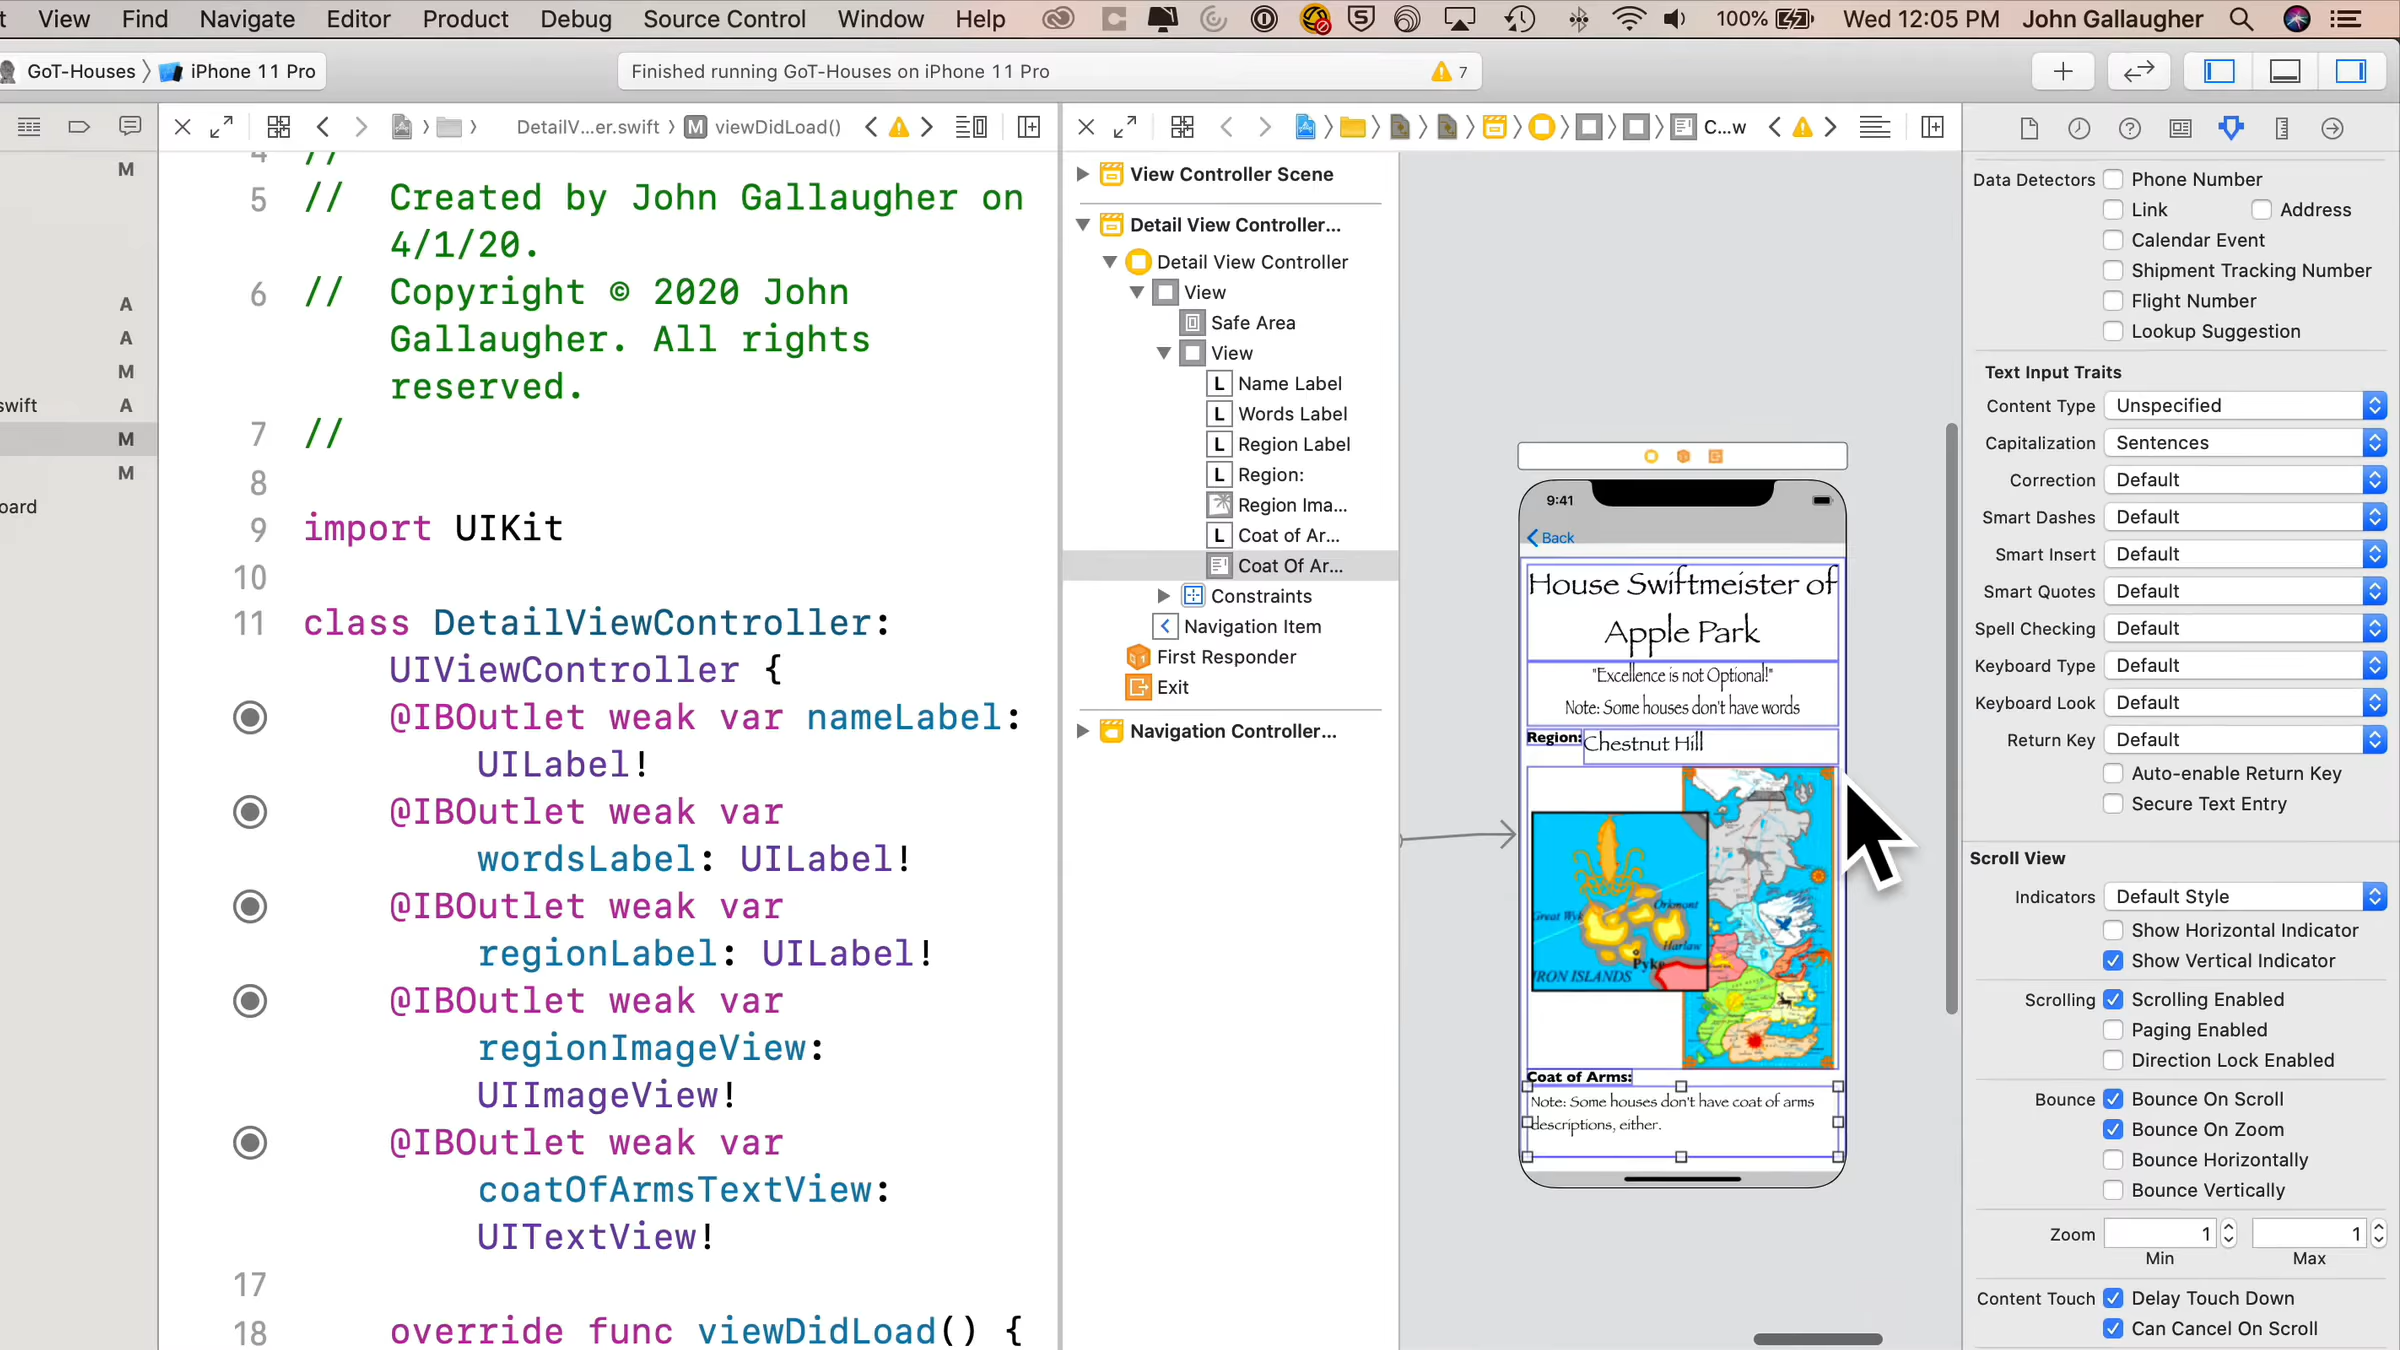 View Find Navigate Editor Product Debug Source Control Window Help 100% Wed 12:05 PM John Gallaugher
GoT-Houses iPhone 11 Pro
Finished running GoT-Houses on iPhone 11 Pro 7
DetailV...er.swift M viewDidLoad()
C...w
M
A
A
M
swift A
M
M
oard
4 //
5 // Created by John Gallaugher on
4/1/20.
6 // Copyright © 2020 John
Gallaugher. All rights
reserved.
7 //
8
9 import UIKit
10
11 class DetailViewController:
UIViewController {
@IBOutlet weak var nameLabel:
UILabel!
@IBOutlet weak var
wordsLabel: UILabel!
@IBOutlet weak var
regionLabel: UILabel!
@IBOutlet weak var
regionImageView:
UIImageView!
@IBOutlet weak var
coatOfArmsTextView:
UITextView!
17
18 override func viewDidLoad() {
View Controller Scene
Detail View Controller...
Detail View Controller
View
Safe Area
View
L Name Label
L Words Label
L Region Label
L Region:
Region Ima...
L Coat of Ar...
Coat Of Ar...
Constraints
Navigation Item
First Responder
Exit
Navigation Controller...
9:41
Back
House Swiftmeister of
Apple Park
"Excellence is not Optional!"
Note: Some houses don't have words
Region: Chestnut Hill
Great Wyk
Orkmont
Harlaw
Pyke
IRON ISLANDS
Coat of Arms:
Note: Some houses don't have coat of arms
descriptions, either.
Data Detectors Phone Number
Link Address
Calendar Event
Shipment Tracking Number
Flight Number
Lookup Suggestion
Text Input Traits
Content Type Unspecified
Capitalization Sentences
Correction Default
Smart Dashes Default
Smart Insert Default
Smart Quotes Default
Spell Checking Default
Keyboard Type Default
Keyboard Look Default
Return Key Default
Auto-enable Return Key
Secure Text Entry
Scroll View
Indicators Default Style
Show Horizontal Indicator
Show Vertical Indicator
Scrolling Scrolling Enabled
Paging Enabled
Direction Lock Enabled
Bounce Bounce On Scroll
Bounce On Zoom
Bounce Horizontally
Bounce Vertically
Zoom 1 1
Min Max
Content Touch Delay Touch Down
Can Cancel On Scroll